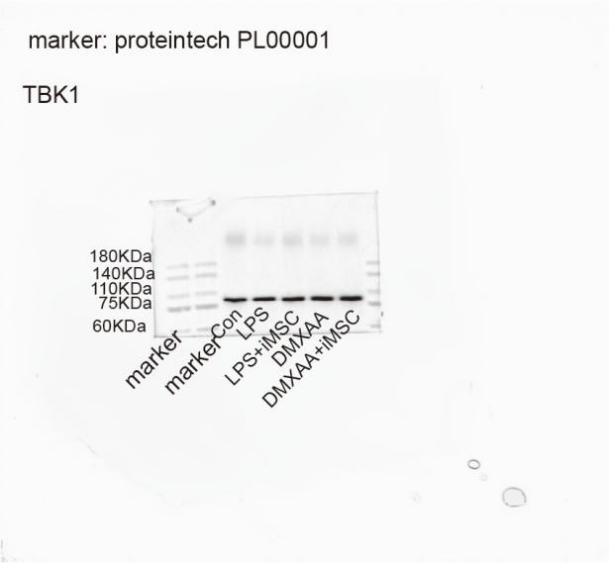 marker: proteintech PL00001
TBK1
180KDa
140KDa
110KDa
75KDa
60KDa
marker
marker
Con
LPS
LPS+iMSC
DMXAA
DMXAA+iMSC